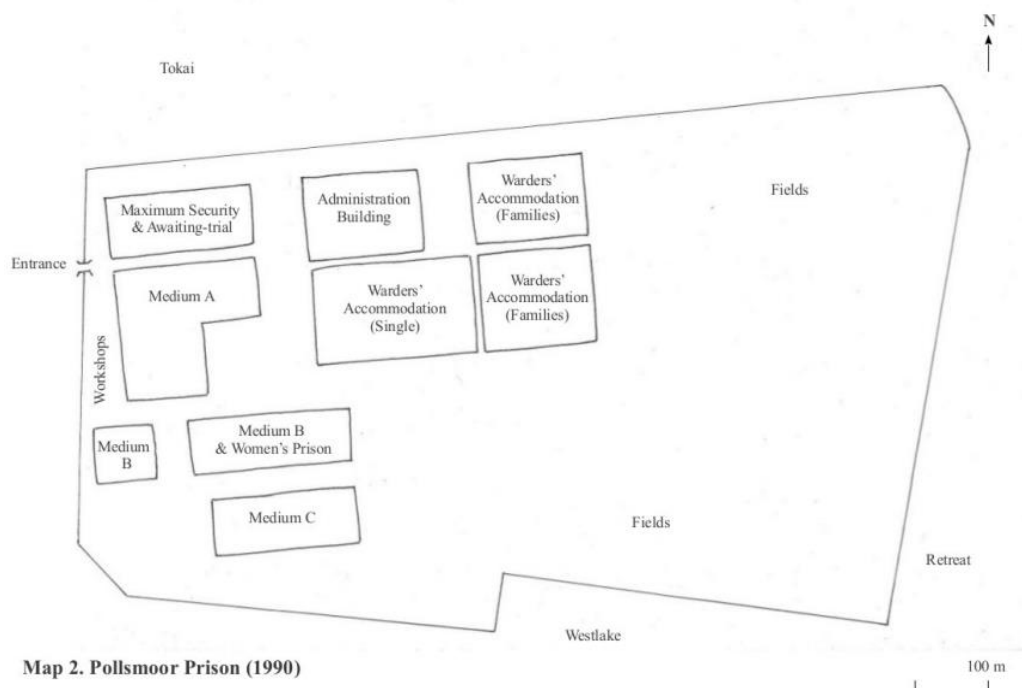 N
Tokai
Warders’
Accommodation
(Families)
Fields
Administration
Building
Maximum Security
& Awaiting-trial
Entrance
Medium A
Warders’
Accommodation
(Single)
Warders’
Accommodation
(Families)
Workshops
Medium B
& Women’s Prison
Medium
B
Medium C
Fields
Retreat
Westlake
Map 2. Pollsmoor Prison (1990)
100 m